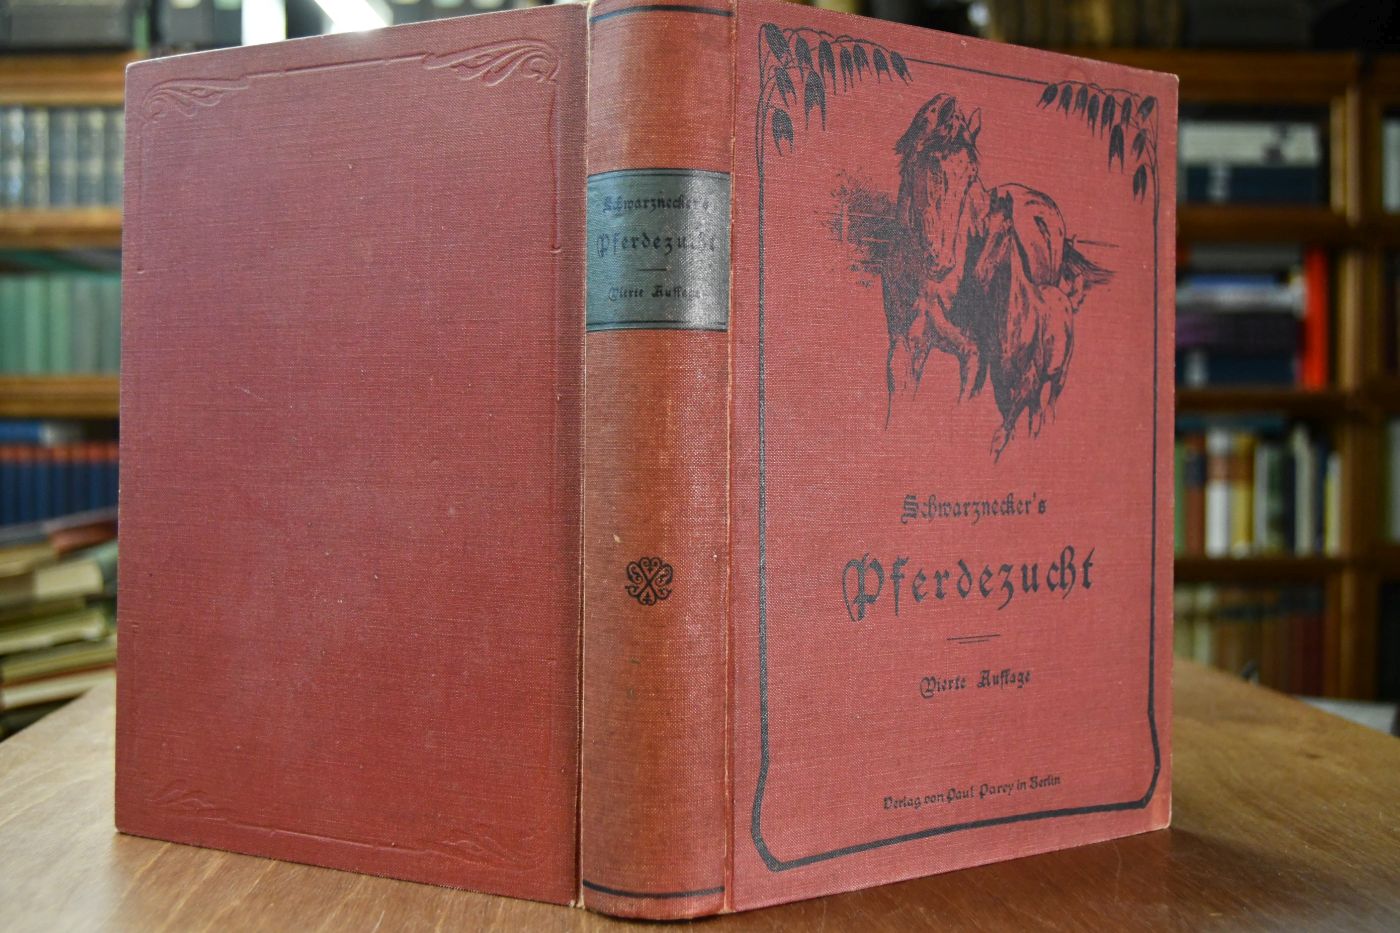 Schwarznecker's
Pferdezucht
Vierte Auflage
Schwarznecker's
Pferdezucht
Vierte Auflage
Verlag von Paul Parey in Berlin